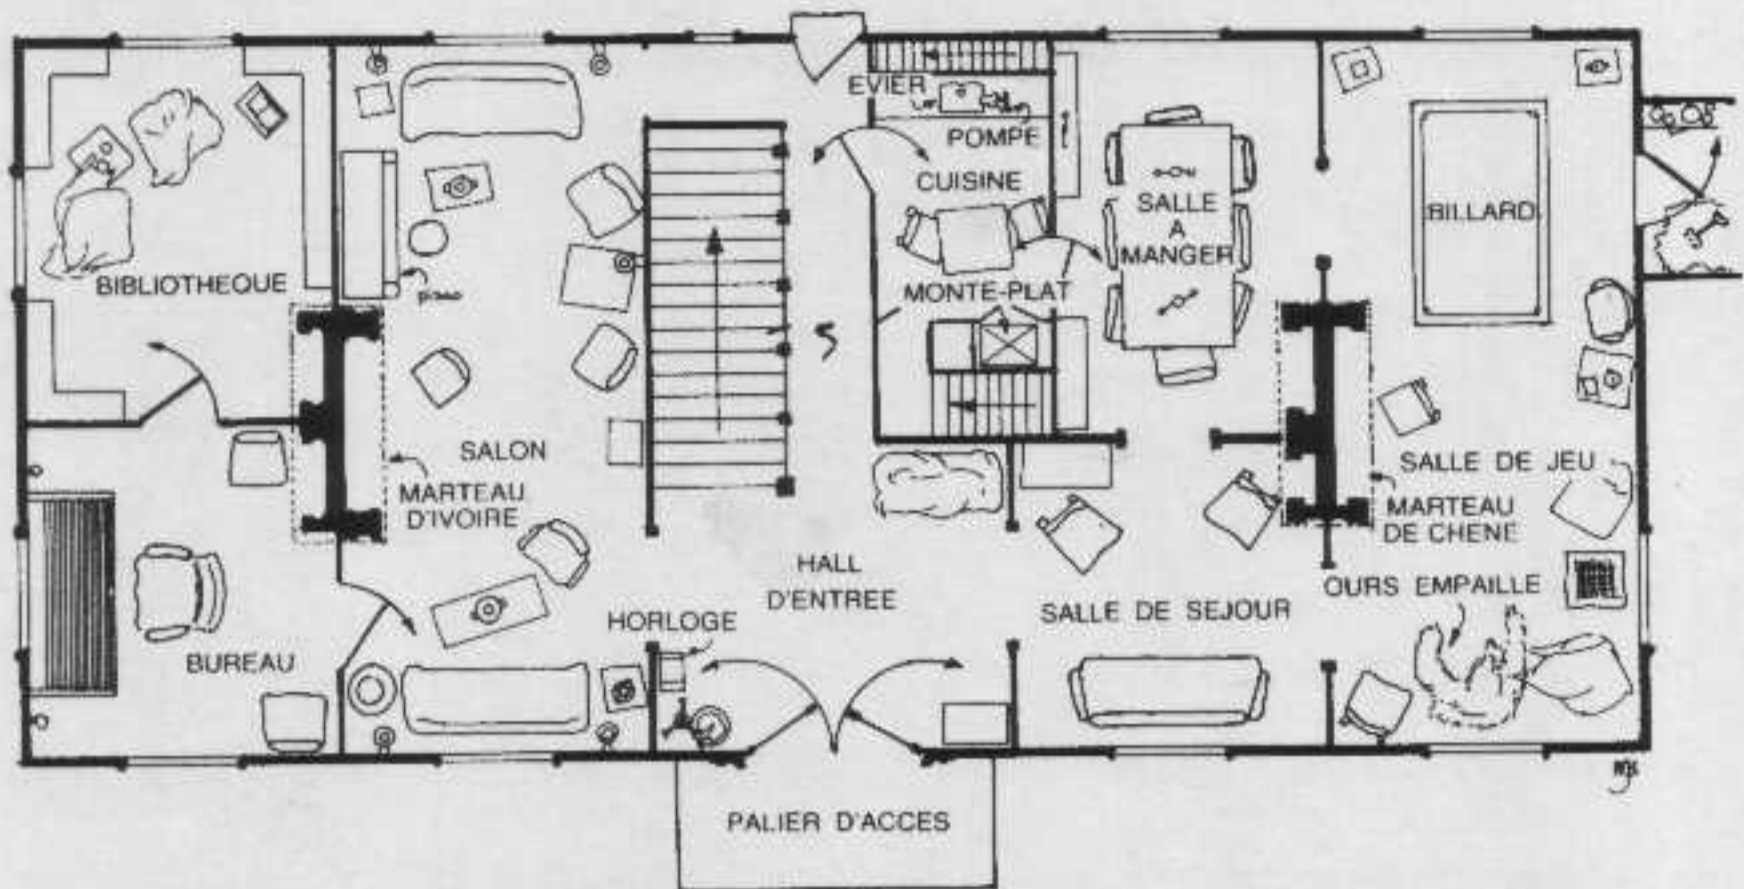 EVIER
POMPE
CUISINE
SALLE
A
MANGER
BILLARD
BIBLIOTHEQUE
piano
MONTE-PLAT
SALON
MARTEAU
D'IVOIRE
SALLE DE JEU
MARTEAU
DE CHENE
HALL
D'ENTREE
OURS EMPAILLE
HORLOGE
SALLE DE SEJOUR
BUREAU
PALIER D'ACCES